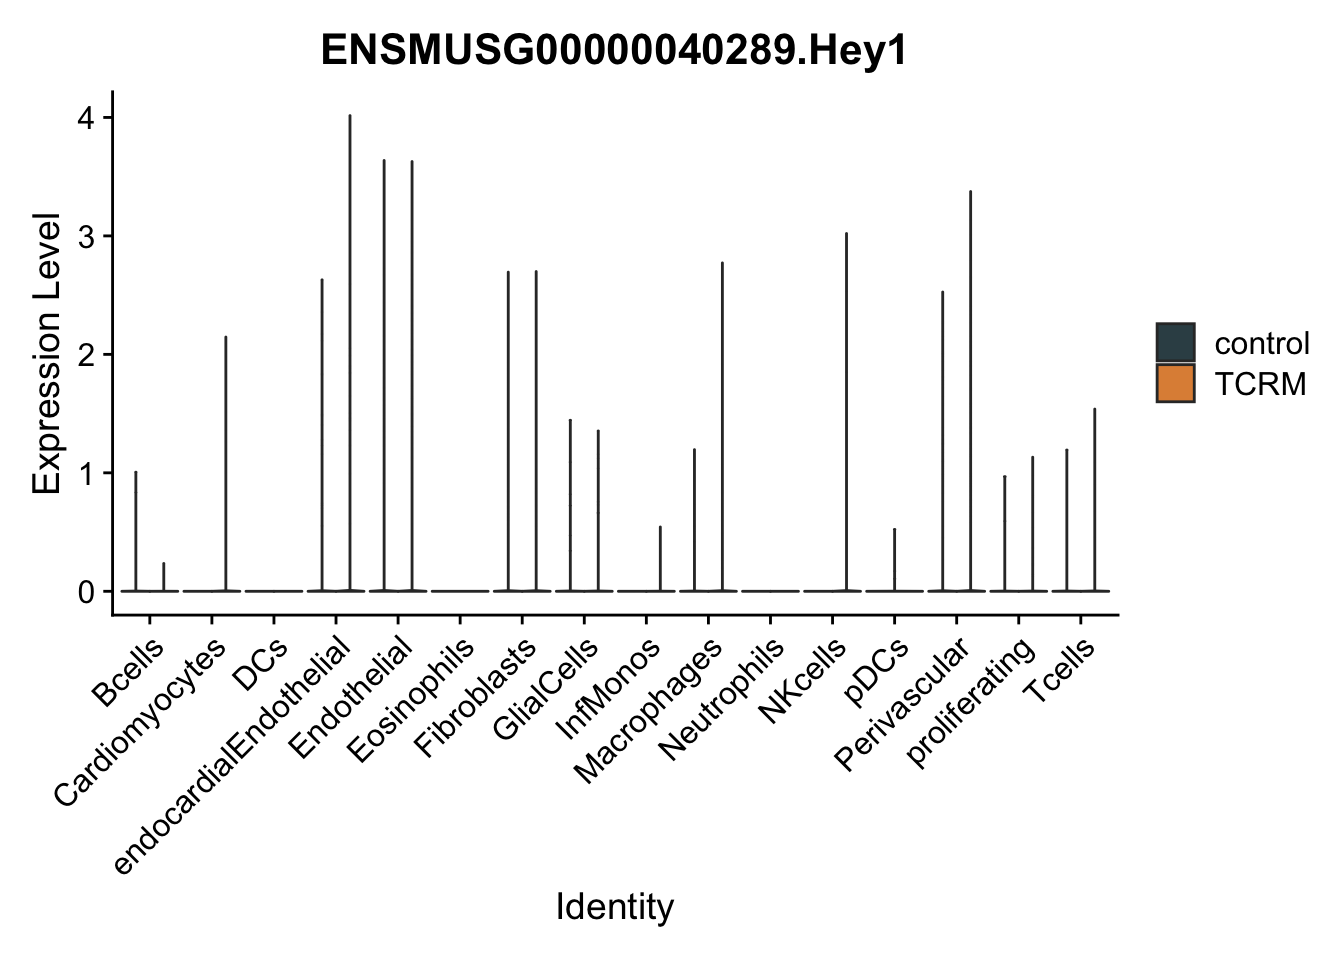 ENSMUSG00000040289.Hey1
Expression Level
4
3
2
1
0
Bcells
Cardiomyocytes
DCs
endocardialEndothelial
Endothelial
Eosinophils
Fibroblasts
GlialCells
InfMonos
Macrophages
Neutrophils
NKcells
pDCs
Perivascular
proliferating
Tcells
Identity
control
TCRM